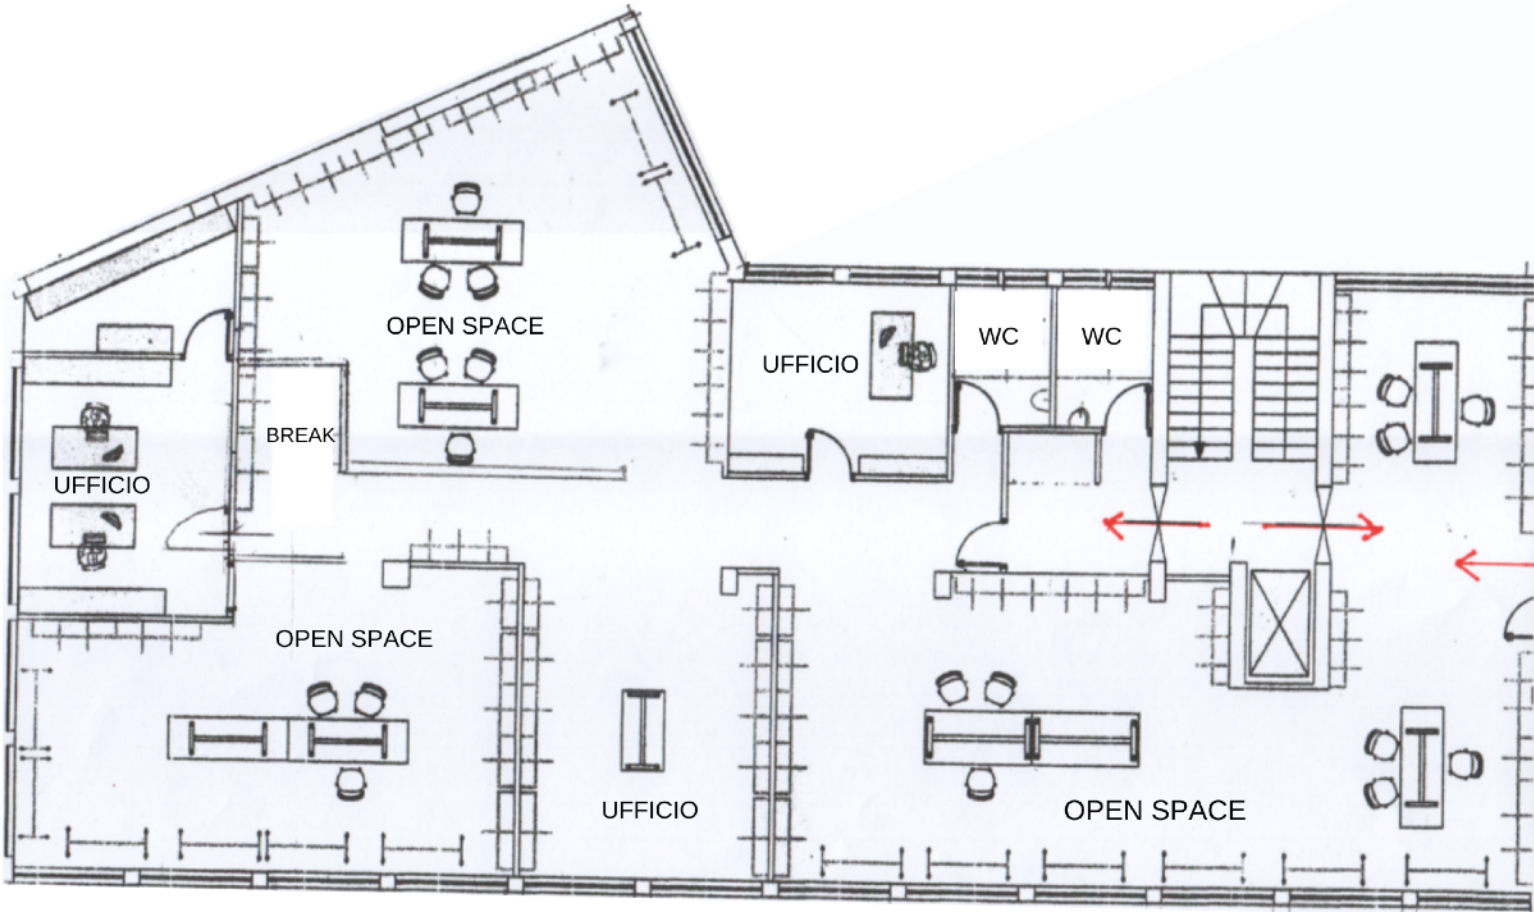 OPEN SPACE
UFFICIO
WC
WC
BREAK
UFFICIO
OPEN SPACE
UFFICIO
OPEN SPACE